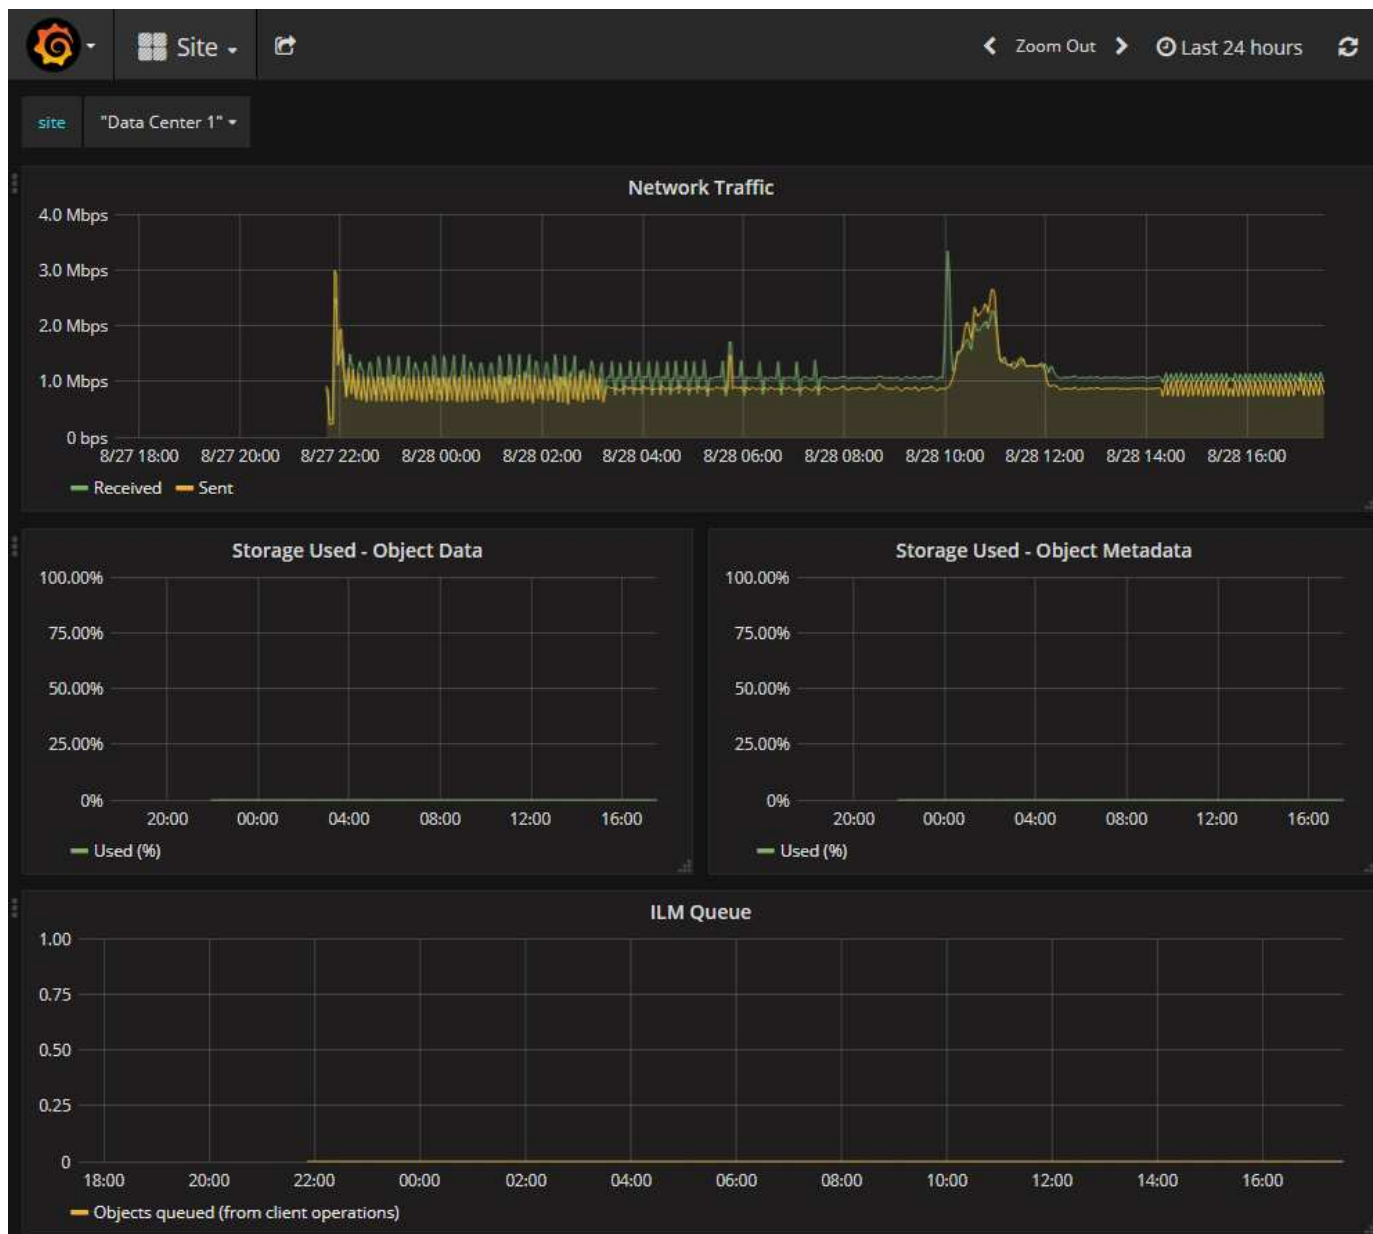 Site
Zoom Out
Last 24 hours
site "Data Center 1"
Network Traffic
4.0 Mbps
3.0 Mbps
2.0 Mbps
1.0 Mbps
0 bps
8/27 18:00 8/27 20:00 8/27 22:00 8/28 00:00 8/28 02:00 8/28 04:00 8/28 06:00 8/28 08:00 8/28 10:00 8/28 12:00 8/28 14:00 8/28 16:00
Received Sent
Storage Used - Object Data
100.00%
75.00%
50.00%
25.00%
0%
20:00 00:00 04:00 08:00 12:00 16:00
Used (%)
Storage Used - Object Metadata
100.00%
75.00%
50.00%
25.00%
0%
20:00 00:00 04:00 08:00 12:00 16:00
Used (%)
ILM Queue
1.00
0.75
0.50
0.25
0
18:00 20:00 22:00 00:00 02:00 04:00 06:00 08:00 10:00 12:00 14:00 16:00
Objects queued (from client operations)